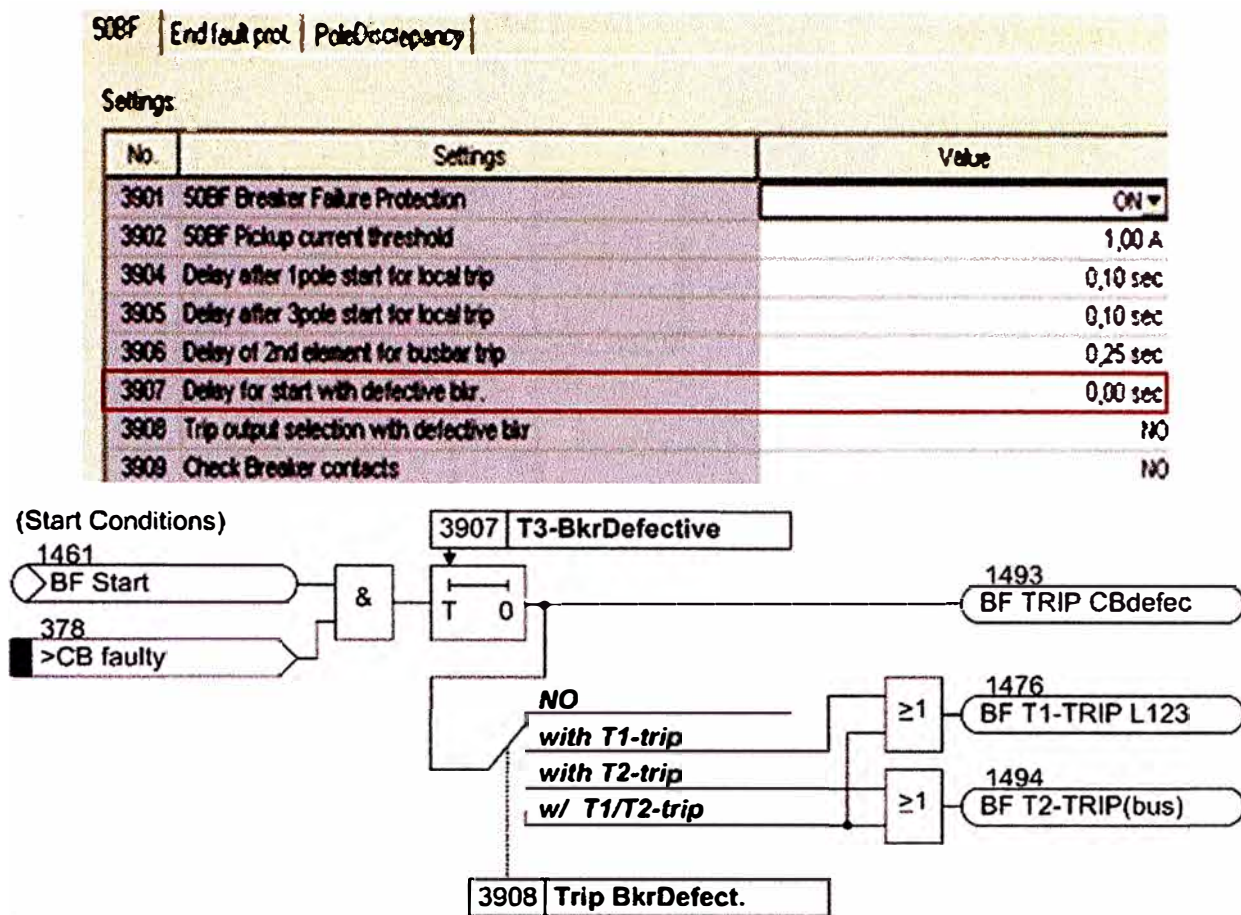 50BF End fault prot. PoleDiscrepancy
Settings:
No. Settings Value
3901 50BF Breaker Failure Protection ON
3902 50BF Pickup current threshold 1,00 A
3904 Delay after 1pole start for local trip 0,10 sec
3905 Delay after 3pole start for local trip 0,10 sec
3906 Delay of 2nd element for busbar trip 0,25 sec
3907 Delay for start with defective bkr. 0,00 sec
3908 Trip output selection with defective bkr NO
3909 Check Breaker contacts NO
(Start Conditions)
3907 T3-BkrDefective
1461
BF Start
&
T 0
1493
BF TRIP CBdefec
378
>CB faulty
NO
with T1-trip
with T2-trip
w/ T1/T2-trip
≥1
1476
BF T1-TRIP L123
≥1
1494
BF T2-TRIP(bus)
3908 Trip BkrDefect.